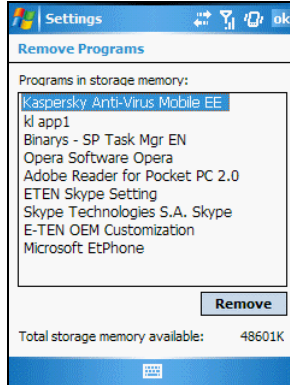 Settings
ok
Remove Programs
Programs in storage memory:
Kaspersky Anti-Virus Mobile EE
kl app1
Binarys - SP Task Mgr EN
Opera Software Opera
Adobe Reader for Pocket PC 2.0
ETEN Skype Setting
Skype Technologies S.A. Skype
E-TEN OEM Customization
Microsoft EtPhone
Remove
Total storage memory available: 48601K